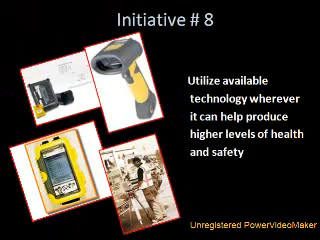 Initiative # 8
Utilize available
technology wherever
it can help produce
higher levels of health
and safety
Unregistered PowerVideoMaker